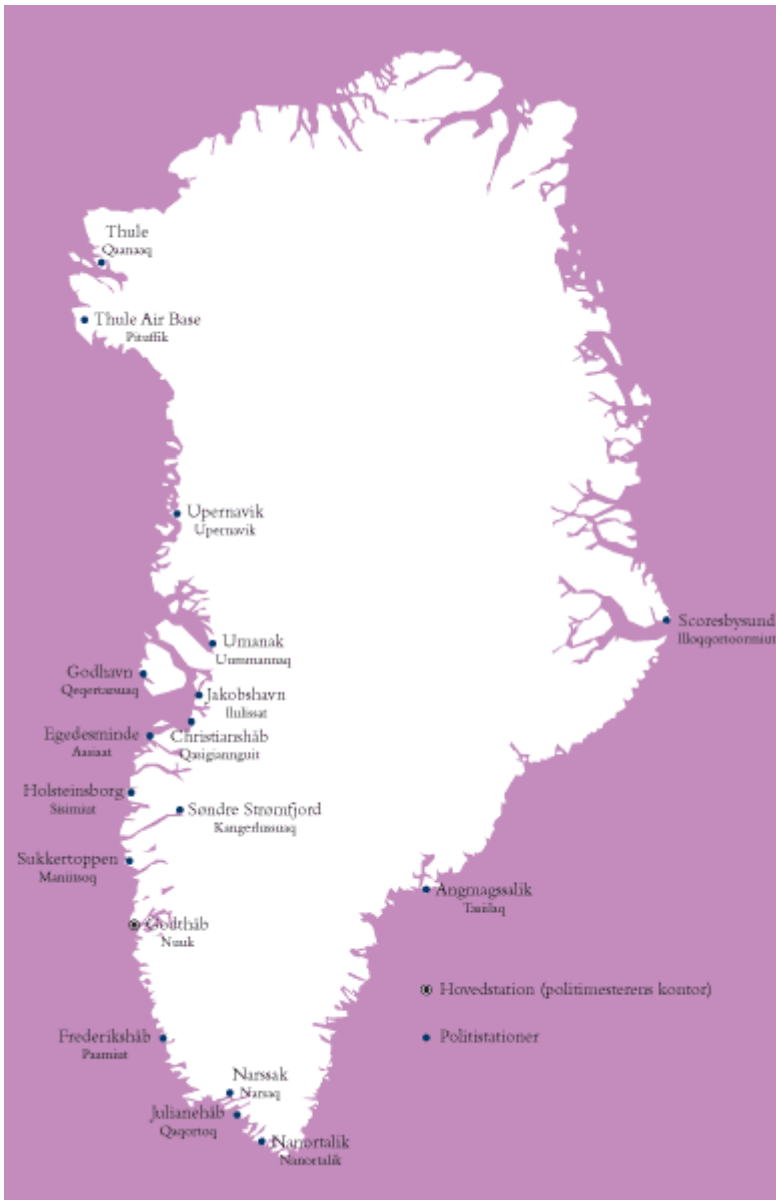 Thule
Qaanaaq
Thule Air Base
Pituffik
Upernavik
Upernavik
Scoresbysund
Illoqqortoormiut
Umanak
Uummannaq
Godhavn
Qeqertarsuaq
Jakobshavn
Ilulissat
Egedesminde
Aasiaat
Christianshåb
Qasigiannguit
Holsteinsborg
Sisimiut
Søndre Strømfjord
Kangerlussuaq
Sukkertoppen
Maniitsoq
Angmagssalik
Tasiilaq
Godthåb
Nuuk
Hovedstation (politimesterens kontor)
Frederikshåb
Paamiut
Politistationer
Narssak
Narsaq
Julianehåb
Qaqortoq
Nanortalik
Nanortalik